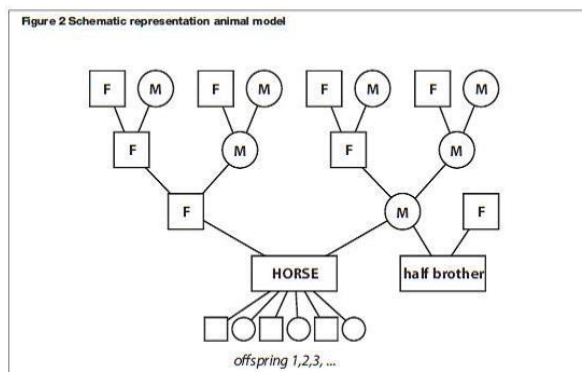 Figure 2 Schematic representation animal model
F M F M F M F M
F M F M
F M F
HORSE half brother
offspring 1,2,3, ...